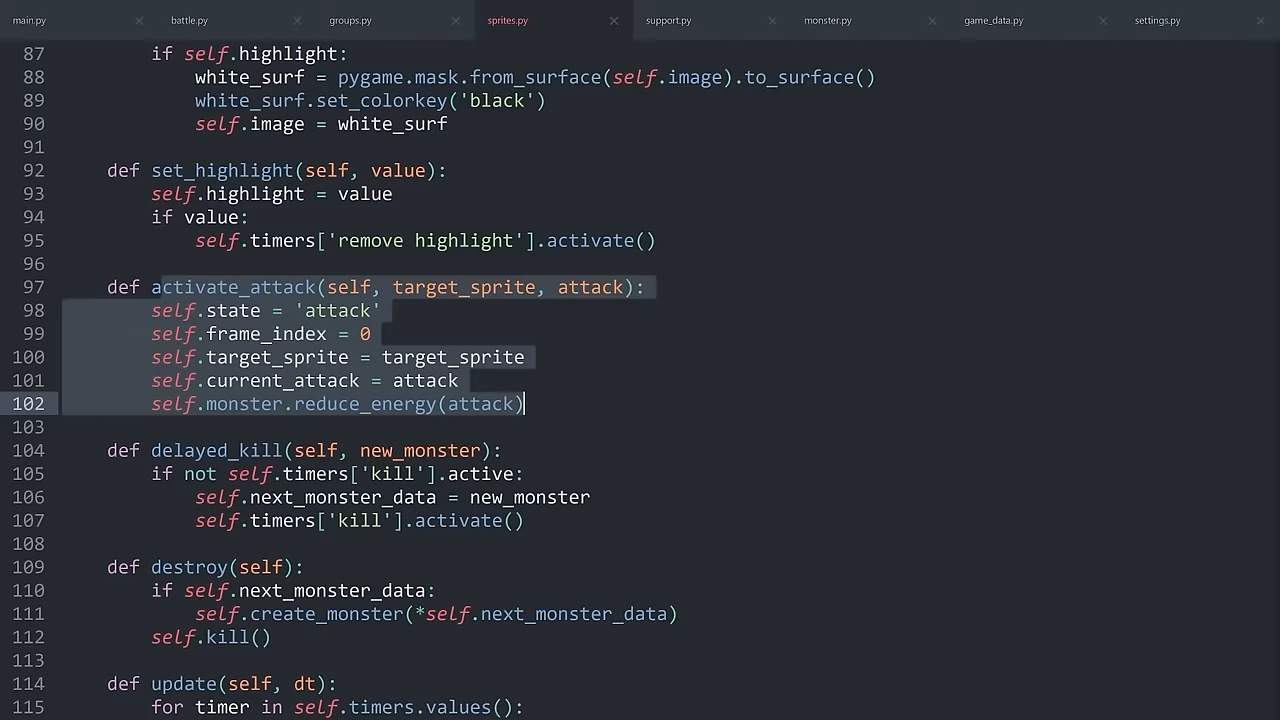 main.py battle.py groups.py sprites.py support.py monster.py game_data.py settings.py
87 if self.highlight:
88 white_surf = pygame.mask.from_surface(self.image).to_surface()
89 white_surf.set_colorkey('black')
90 self.image = white_surf
91
92 def set_highlight(self, value):
93 self.highlight = value
94 if value:
95 self.timers['remove highlight'].activate()
96
97 def activate_attack(self, target_sprite, attack):
98 self.state = 'attack'
99 self.frame_index = 0
100 self.target_sprite = target_sprite
101 self.current_attack = attack
102 self.monster.reduce_energy(attack)
103
104 def delayed_kill(self, new_monster):
105 if not self.timers['kill'].active:
106 self.next_monster_data = new_monster
107 self.timers['kill'].activate()
108
109 def destroy(self):
110 if self.next_monster_data:
111 self.create_monster(*self.next_monster_data)
112 self.kill()
113
114 def update(self, dt):
115 for timer in self.timers.values():